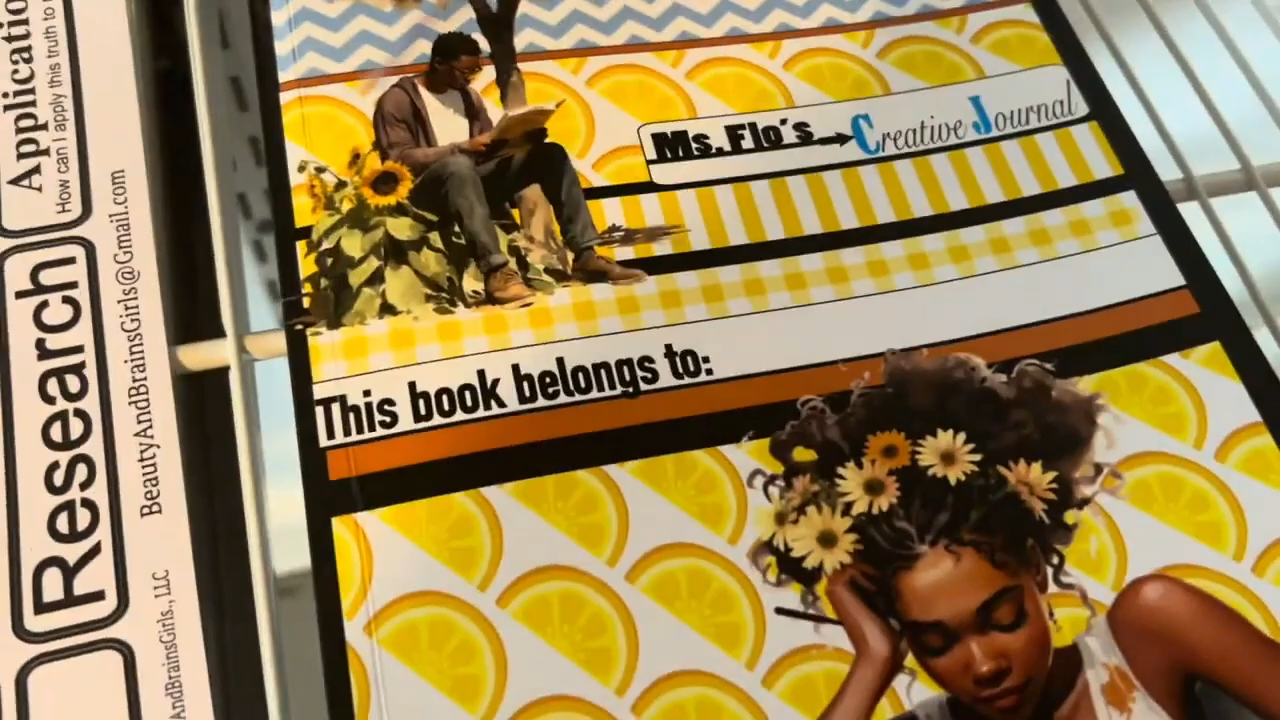 Applicatio
How can I apply this truth to
Research
BeautyAndBrainsGirls@Gmail.com
AndBrainsGirls., LLC
Ms. Flo's Creative Journal
This book belongs to: